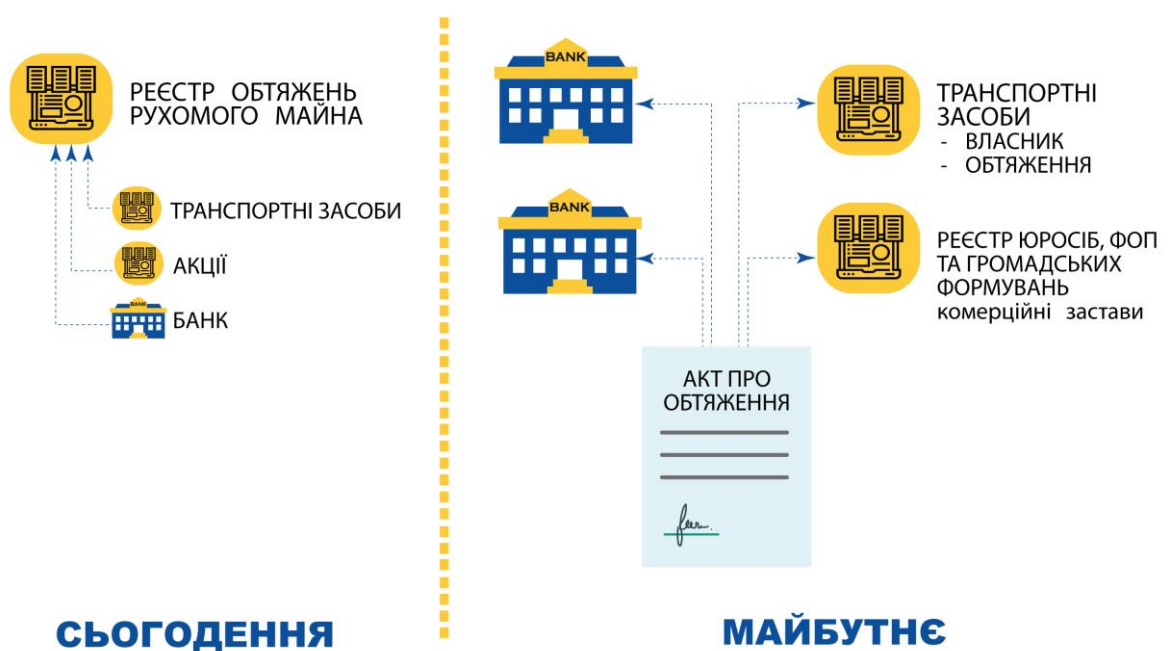 РЕЄСТР ОБТЯЖЕНЬ
РУХОМОГО МАЙНА
ТРАНСПОРТНІ ЗАСОБИ
АКЦІЇ
BANK
БАНК
СЬОГОДЕННЯ
BANK
ТРАНСПОРТНІ
ЗАСОБИ
- ВЛАСНИК
- ОБТЯЖЕННЯ
BANK
РЕЄСТР ЮРОСІБ, ФОП
ТА ГРОМАДСЬКИХ
ФОРМУВАНЬ
комерційні застави
АКТ ПРО
ОБТЯЖЕННЯ
МАЙБУТНЄ